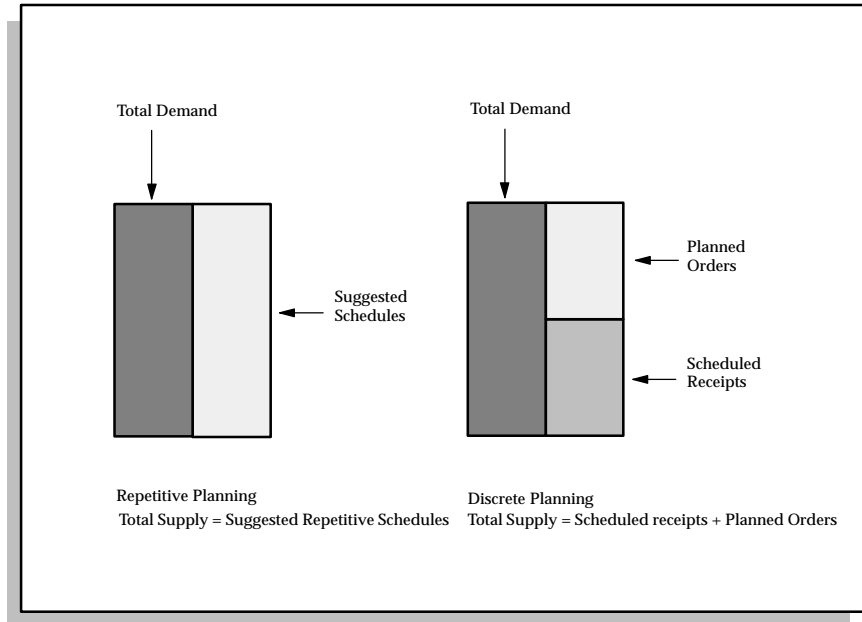 Total Demand
Suggested
Schedules
Repetitive Planning
Total Supply = Suggested Repetitive Schedules
Total Demand
Planned
Orders
Scheduled
Receipts
Discrete Planning
Total Supply = Scheduled receipts + Planned Orders